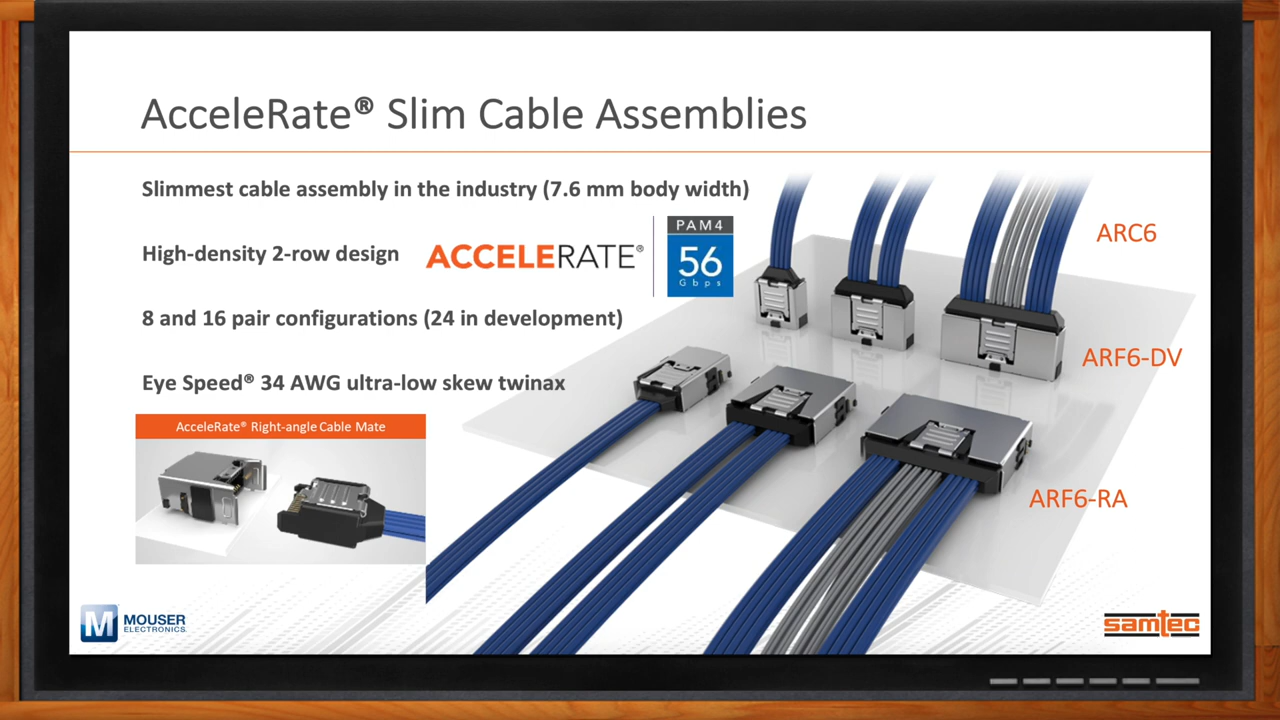 AcceleRate® Slim Cable Assemblies
Slimmest cable assembly in the industry (7.6 mm body width)
High-density 2-row design
ACCELERATE®
PAM4
56
Gbps
8 and 16 pair configurations (24 in development)
Eye Speed® 34 AWG ultra-low skew twinax
AcceleRate® Right-angle Cable Mate
ARC6
ARF6-DV
ARF6-RA
M MOUSER
ELECTRONICS
samtec